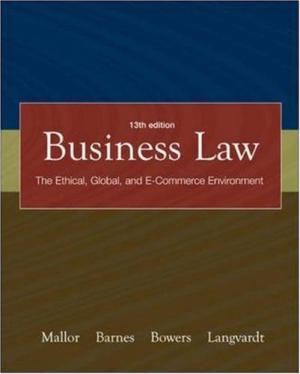 13th edition
Business Law
The Ethical, Global, and E-Commerce Environment
Mallor Barnes Bowers Langvardt